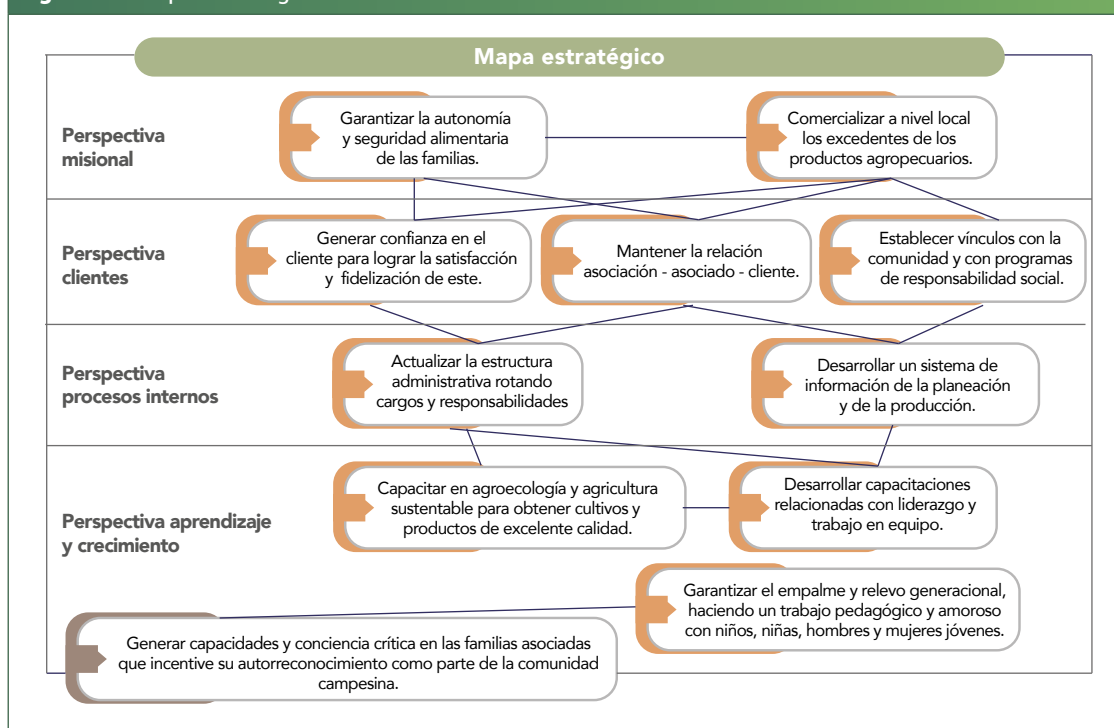 Mapa estratégico
Perspectiva
misional
Garantizar la autonomía
y seguridad alimentaria
de las familias.
Comercializar a nivel local
los excedentes de los
productos agropecuarios.
Perspectiva
clientes
Generar confianza en el
cliente para lograr la satisfacción
y fidelización de este.
Mantener la relación
asociación - asociado - cliente.
Establecer vínculos con la
comunidad y con programas
de responsabilidad social.
Perspectiva
procesos internos
Actualizar la estructura
administrativa rotando
cargos y responsabilidades
Desarrollar un sistema de
información de la planeación
y de la producción.
Perspectiva aprendizaje
y crecimiento
Capacitar en agroecología y agricultura
sustentable para obtener cultivos y
productos de excelente calidad.
Desarrollar capacitaciones
relacionadas con liderazgo y
trabajo en equipo.
Garantizar el empalme y relevo generacional,
haciendo un trabajo pedagógico y amoroso
con niños, niñas, hombres y mujeres jóvenes.
Generar capacidades y conciencia crítica en las familias asociadas
que incentive su autorreconocimiento como parte de la comunidad
campesina.